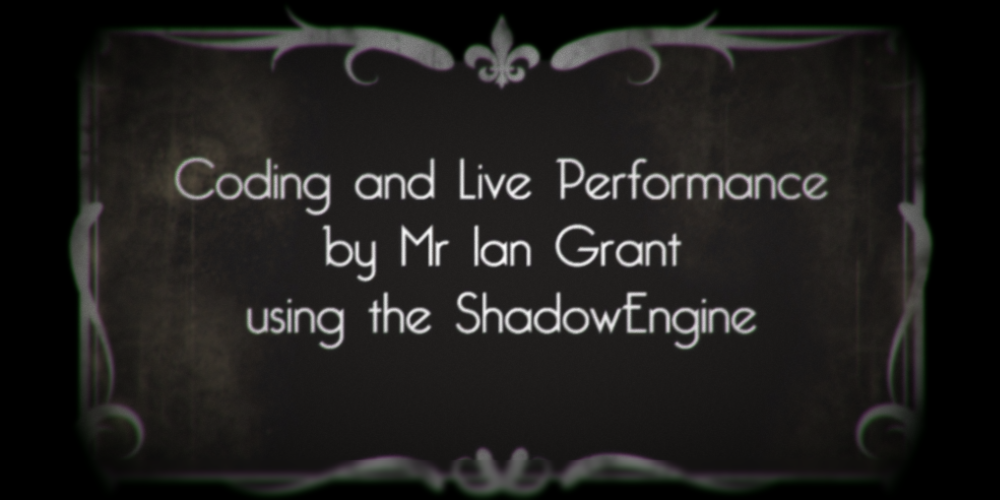 Coding and Live Performance
by Mr Ian Grant
using the ShadowEngine